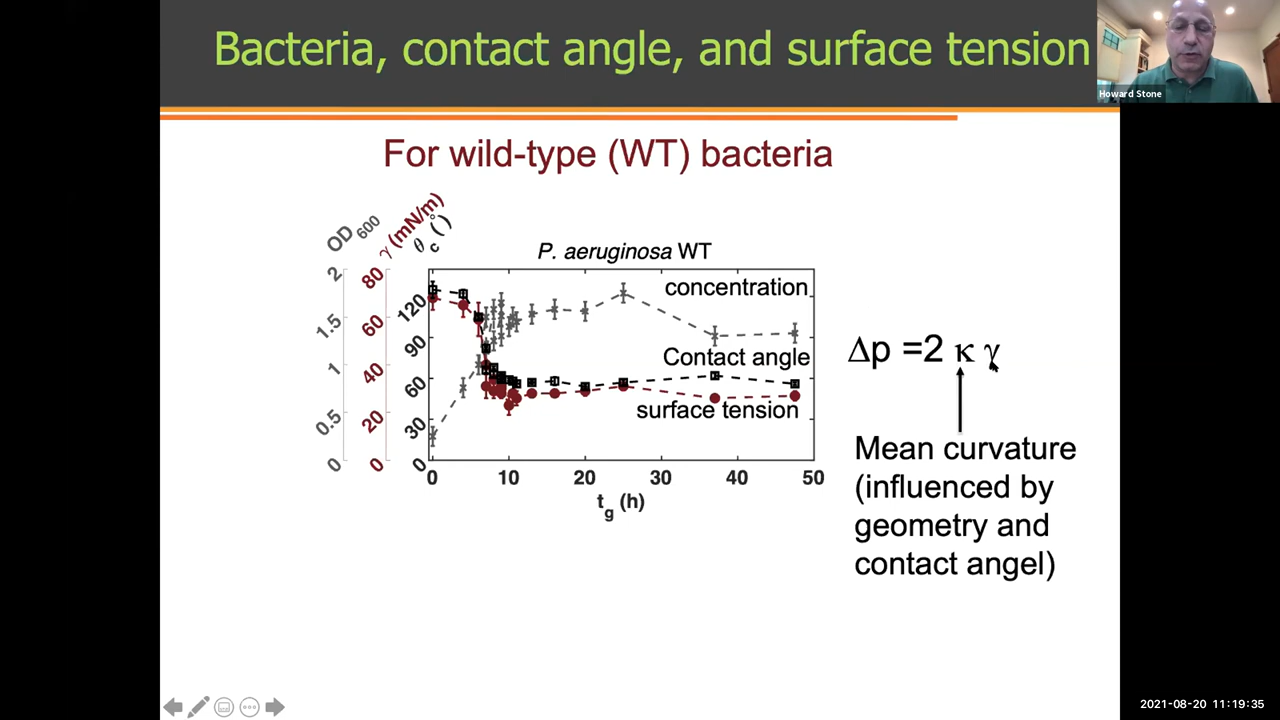 Bacteria, contact angle, and surface tension
Howard Stone
For wild-type (WT) bacteria
OD600
γ (mN/m)
θc (°)
P. aeruginosa WT
2
1.5
1
0.5
0
80
60
40
20
0
120
90
60
30
0
concentration
Contact angle
surface tension
0 10 20 30 40 50
tg (h)
Δp =2 κ γ
Mean curvature
(influenced by
geometry and
contact angel)
2021-08-20 11:19:35